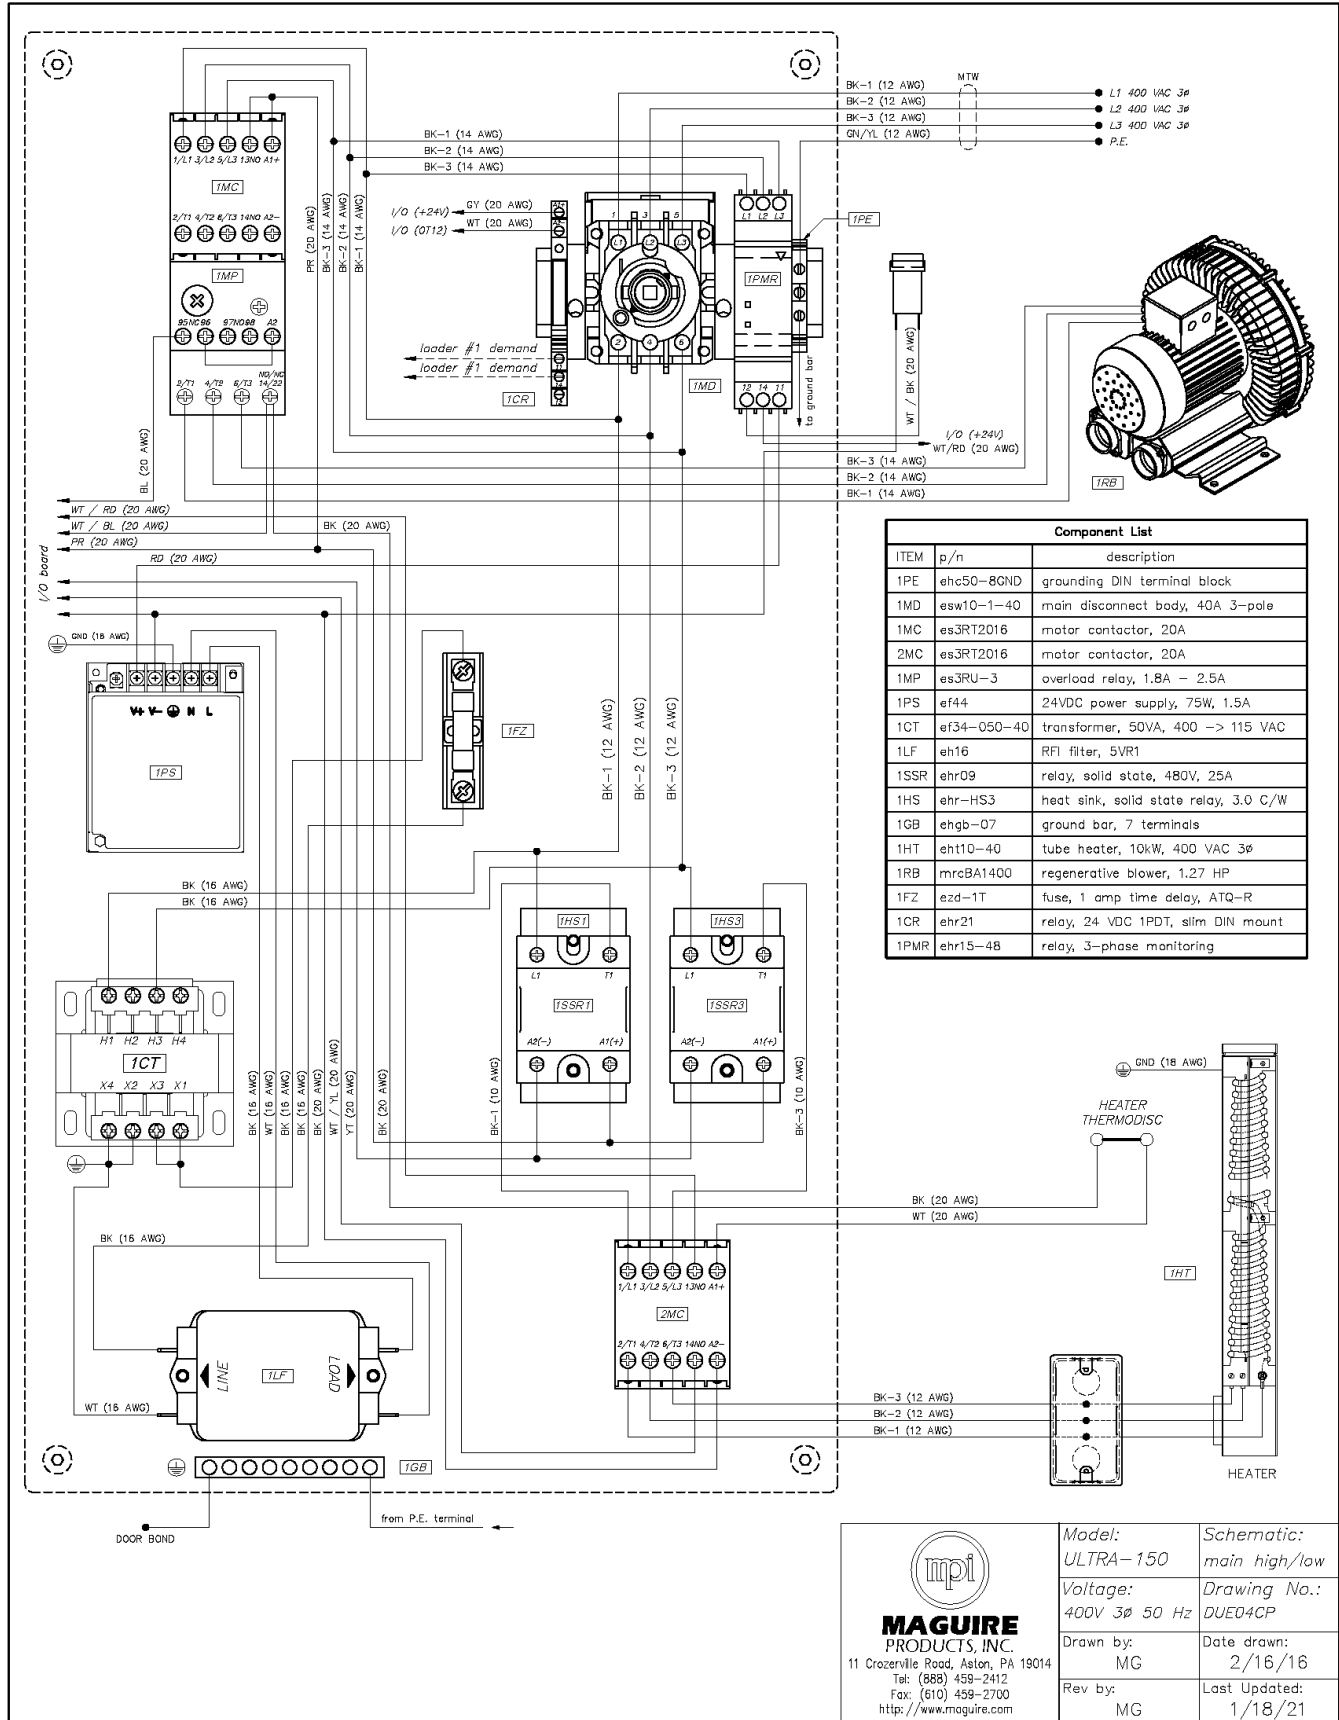 BK-1 (12 AWG)
BK-2 (12 AWG)
BK-3 (12 AWG)
GN/YL (12 AWG)
MTW
L1 400 VAC 3ø
L2 400 VAC 3ø
L3 400 VAC 3ø
P.E.
BK-1 (14 AWG)
BK-2 (14 AWG)
BK-3 (14 AWG)
1/L1 3/L2 5/L3 13NO A1+
1MC
2/T1 4/T2 6/T3 14NO A2-
1MP
95 NC 96 97NO98 A2
NO/NC
2/T1 4/T2 6/T3 14/22
PR (20 AWG)
BK-3 (14 AWG)
BK-2 (14 AWG)
BK-1 (14 AWG)
I/O (+24V)
GY (20 AWG)
I/O (OT12)
WT (20 AWG)
A1+
A2-
1 3 5
L1 L2 L3
2 4 6
L1 L2 L3
1PMR
12 14 11
1PE
loader #1 demand
loader #1 demand
11
14
12
1CR
1MD
to ground bar
WT / BK (20 AWG)
I/O (+24V)
WT/RD (20 AWG)
BK-3 (14 AWG)
BK-2 (14 AWG)
BK-1 (14 AWG)
1RB
BL (20 AWG)
WT / RD (20 AWG)
WT / BL (20 AWG)
BK (20 AWG)
PR (20 AWG)
RD (20 AWG)
I/O board
GND (18 AWG)
V+ V- N L
1PS
1FZ
BK-1 (12 AWG)
BK-2 (12 AWG)
BK-3 (12 AWG)
Component List
ITEM p/n description
1PE ehc50-8GND grounding DIN terminal block
1MD esw10-1-40 main disconnect body, 40A 3-pole
1MC es3RT2016 motor contactor, 20A
2MC es3RT2016 motor contactor, 20A
1MP es3RU-3 overload relay, 1.8A - 2.5A
1PS ef44 24VDC power supply, 75W, 1.5A
1CT ef34-050-40 transformer, 50VA, 400 -> 115 VAC
1LF eh16 RFI filter, 5VR1
1SSR ehr09 relay, solid state, 480V, 25A
1HS ehr-HS3 heat sink, solid state relay, 3.0 C/W
1GB ehgb-07 ground bar, 7 terminals
1HT eht10-40 tube heater, 10kW, 400 VAC 3ø
1RB mrcBA1400 regenerative blower, 1.27 HP
1FZ ezd-1T fuse, 1 amp time delay, ATQ-R
1CR ehr21 relay, 24 VDC 1PDT, slim DIN mount
1PMR ehr15-48 relay, 3-phase monitoring
BK (16 AWG)
BK (16 AWG)
1HS1
L1 T1
1SSR1
A2(-) A1(+)
1HS3
L1 T1
1SSR3
A2(-) A1(+)
H1 H2 H3 H4
1CT
X4 X2 X3 X1
BK (16 AWG)
WT (16 AWG)
BK (16 AWG)
BK (16 AWG)
BK (20 AWG)
WT / YL (20 AWG)
YT (20 AWG)
BK (20 AWG)
BK-1 (10 AWG)
BK-3 (10 AWG)
GND (18 AWG)
HEATER
THERMODISC
BK (20 AWG)
WT (20 AWG)
BK (16 AWG)
1HT
1/L1 3/L2 5/L3 13NO A1+
2MC
2/T1 4/T2 6/T3 14NO A2-
LINE
1LF
LOAD
WT (16 AWG)
BK-3 (12 AWG)
BK-2 (12 AWG)
BK-1 (12 AWG)
HEATER
1GB
from P.E. terminal
DOOR BOND
mpi
MAGUIRE
PRODUCTS, INC.
11 Crozerville Road, Aston, PA 19014
Tel: (888) 459-2412
Fax: (610) 459-2700
http://www.maguire.com
Model:
ULTRA-150
Schematic:
main high/low
Voltage:
400V 3ø 50 Hz
Drawing No.:
DUE04CP
Drawn by:
MG
Date drawn:
2/16/16
Rev by:
MG
Last Updated:
1/18/21